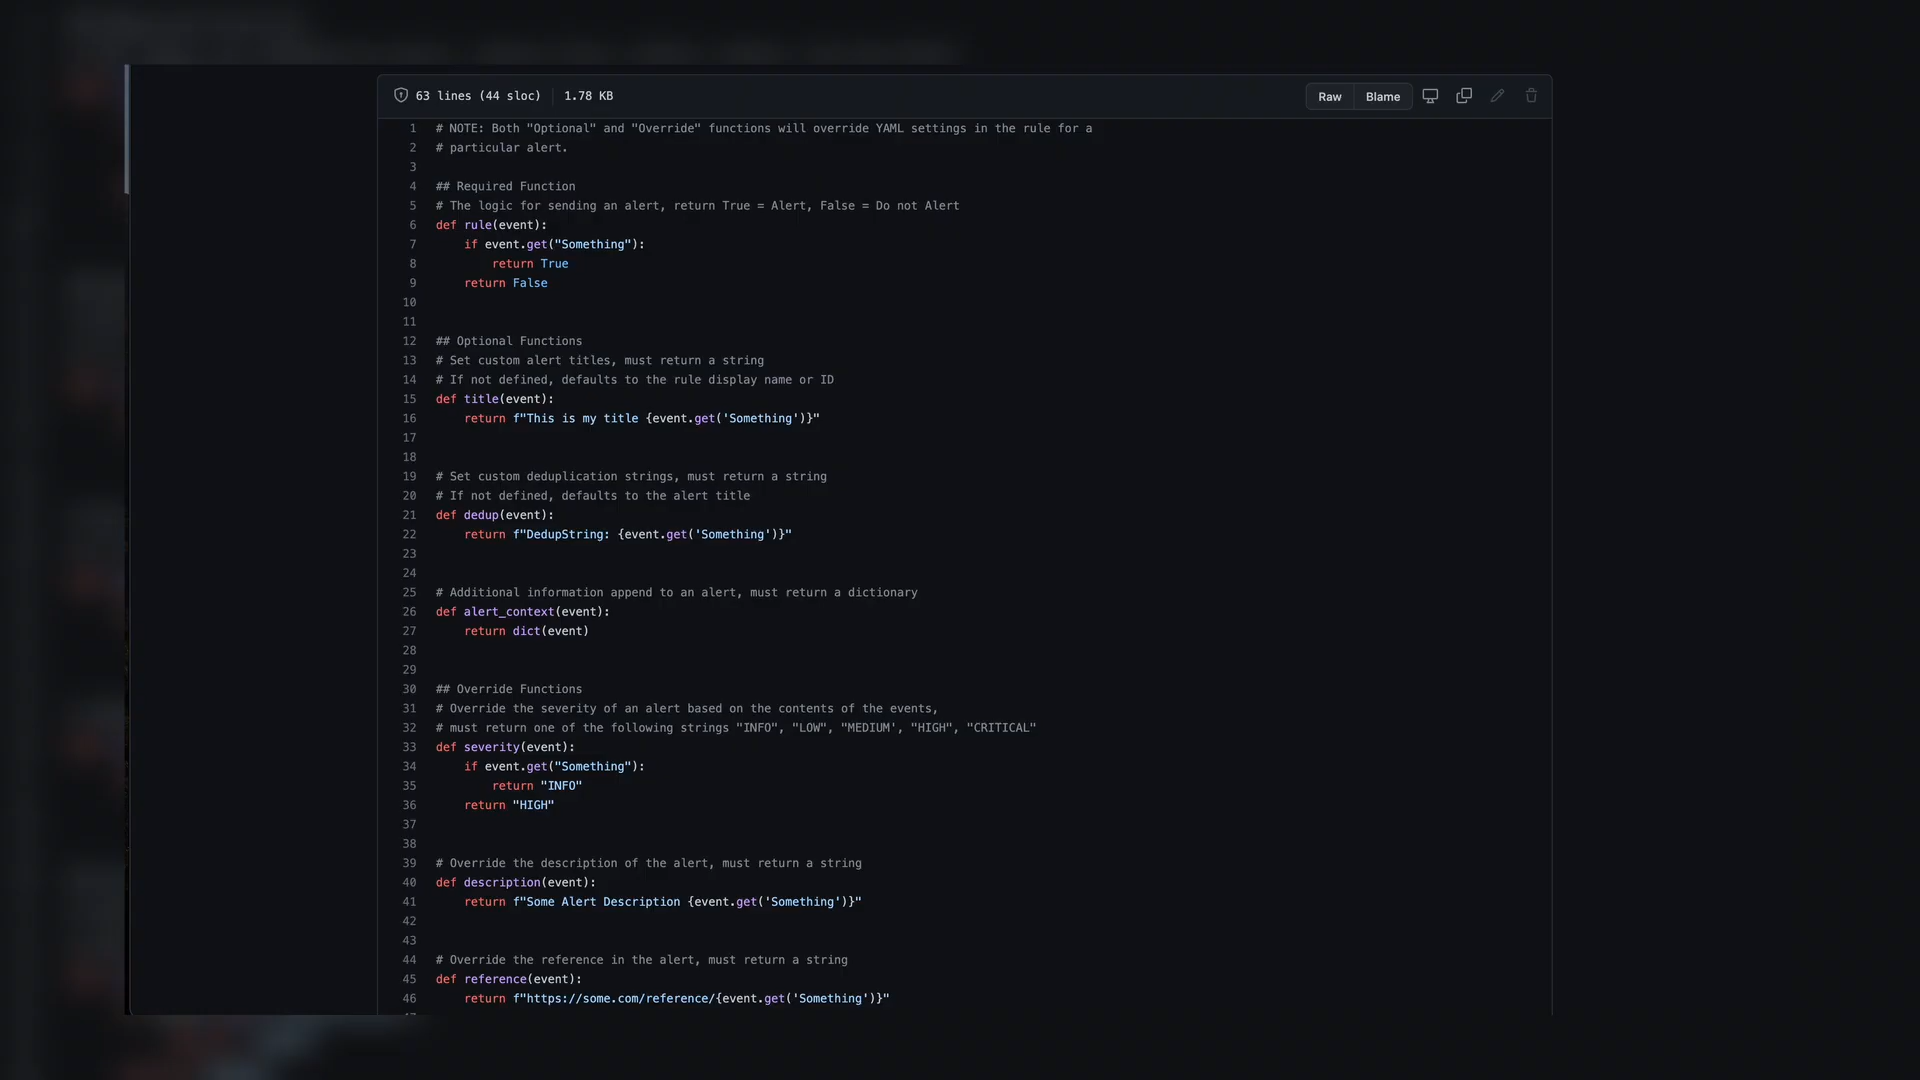 63 lines (44 sloc) 1.78 KB Raw Blame
1 # NOTE: Both "Optional" and "Override" functions will override YAML settings in the rule for a
2 # particular alert.
3
4 ## Required Function
5 # The logic for sending an alert, return True = Alert, False = Do not Alert
6 def rule(event):
7     if event.get("Something"):
8         return True
9     return False
10
11
12 ## Optional Functions
13 # Set custom alert titles, must return a string
14 # If not defined, defaults to the rule display name or ID
15 def title(event):
16     return f"This is my title {event.get('Something')}"
17
18
19 # Set custom deduplication strings, must return a string
20 # If not defined, defaults to the alert title
21 def dedup(event):
22     return f"DedupString: {event.get('Something')}"
23
24
25 # Additional information append to an alert, must return a dictionary
26 def alert_context(event):
27     return dict(event)
28
29
30 ## Override Functions
31 # Override the severity of an alert based on the contents of the events,
32 # must return one of the following strings "INFO", "LOW", "MEDIUM', "HIGH", "CRITICAL"
33 def severity(event):
34     if event.get("Something"):
35         return "INFO"
36     return "HIGH"
37
38
39 # Override the description of the alert, must return a string
40 def description(event):
41     return f"Some Alert Description {event.get('Something')}"
42
43
44 # Override the reference in the alert, must return a string
45 def reference(event):
46     return f"https://some.com/reference/{event.get('Something')}"